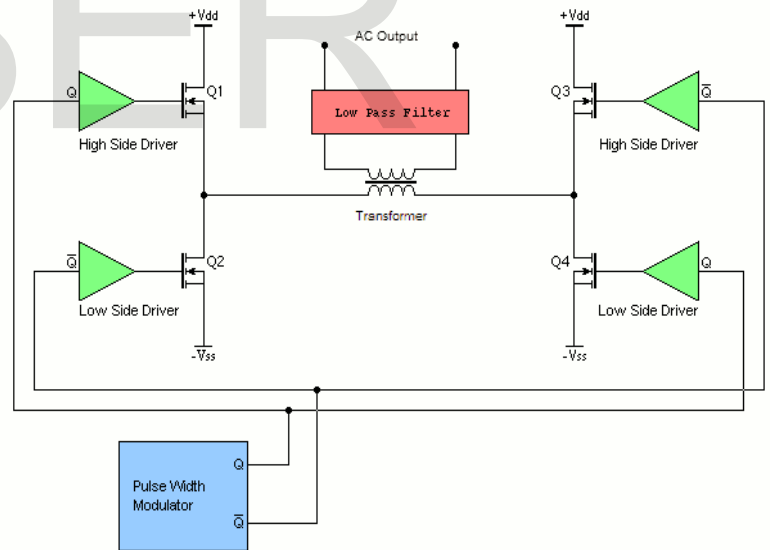 SER
+Vdd
+Vdd
AC Output
Q
Q1
Q3
Q̅
Low Pass Filter
High Side Driver
High Side Driver
Transformer
Q̅
Q2
Q4
Q
Low Side Driver
Low Side Driver
-Vss
-Vss
Q
Pulse Width
Modulator
Q̅